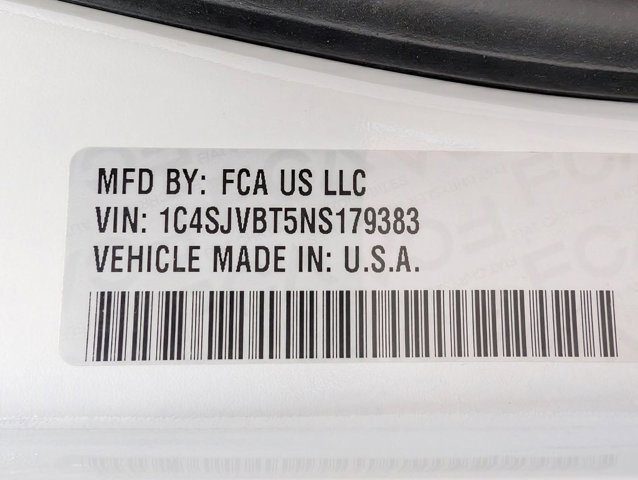 MFD BY: FCA US LLC
VIN: 1C4SJVBT5NS179383
VEHICLE MADE IN: U.S.A.